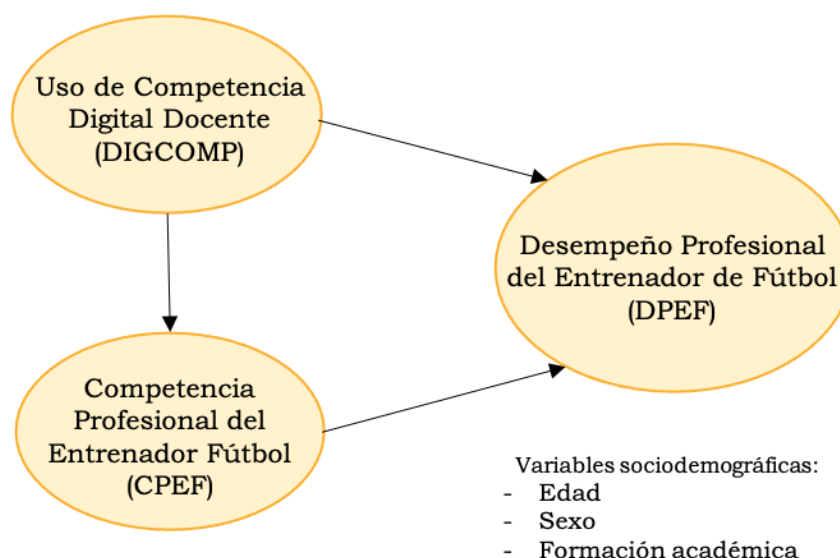 Uso de Competencia
Digital Docente
(DIGCOMP)
Desempeño Profesional
del Entrenador de Fútbol
(DPEF)
Competencia
Profesional del
Entrenador Fútbol
(CPEF)
Variables sociodemográficas:
- Edad
- Sexo
- Formación académica